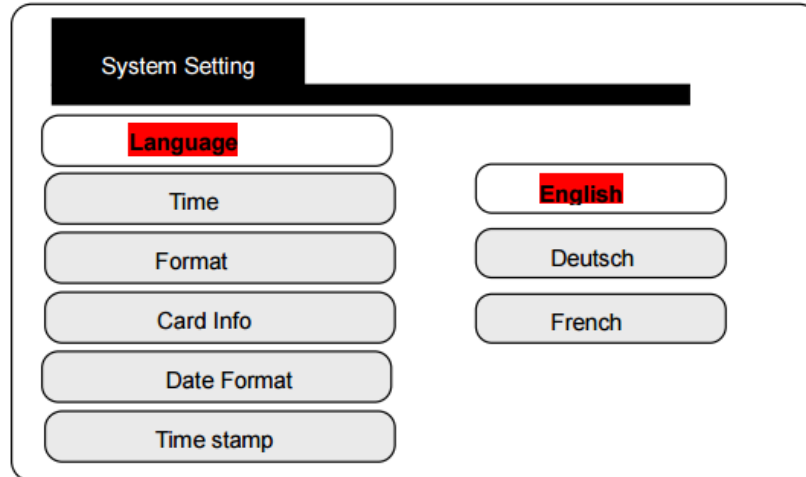 System Setting
Language
Time
Format
Card Info
Date Format
Time stamp
English
Deutsch
French